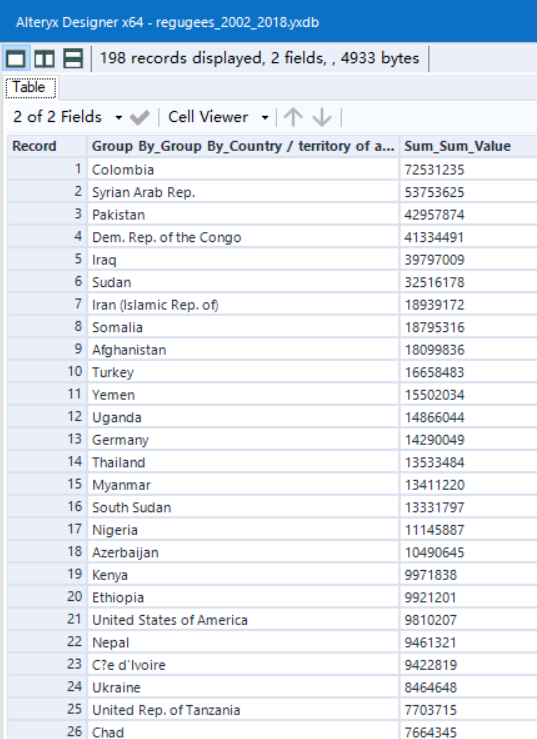 Alteryx Designer x64 - regugees_2002_2018.yxdb
198 records displayed, 2 fields, , 4933 bytes
Table
2 of 2 Fields Cell Viewer
Record Group By_Group By_Country / territory of a... Sum_Sum_Value
1 Colombia 72531235
2 Syrian Arab Rep. 53753625
3 Pakistan 42957874
4 Dem. Rep. of the Congo 41334491
5 Iraq 39797009
6 Sudan 32516178
7 Iran (Islamic Rep. of) 18939172
8 Somalia 18795316
9 Afghanistan 18099836
10 Turkey 16658483
11 Yemen 15502034
12 Uganda 14866044
13 Germany 14290049
14 Thailand 13533484
15 Myanmar 13411220
16 South Sudan 13331797
17 Nigeria 11145887
18 Azerbaijan 10490645
19 Kenya 9971838
20 Ethiopia 9921201
21 United States of America 9810207
22 Nepal 9461321
23 C?e d'Ivoire 9422819
24 Ukraine 8464648
25 United Rep. of Tanzania 7703715
26 Chad 7664345